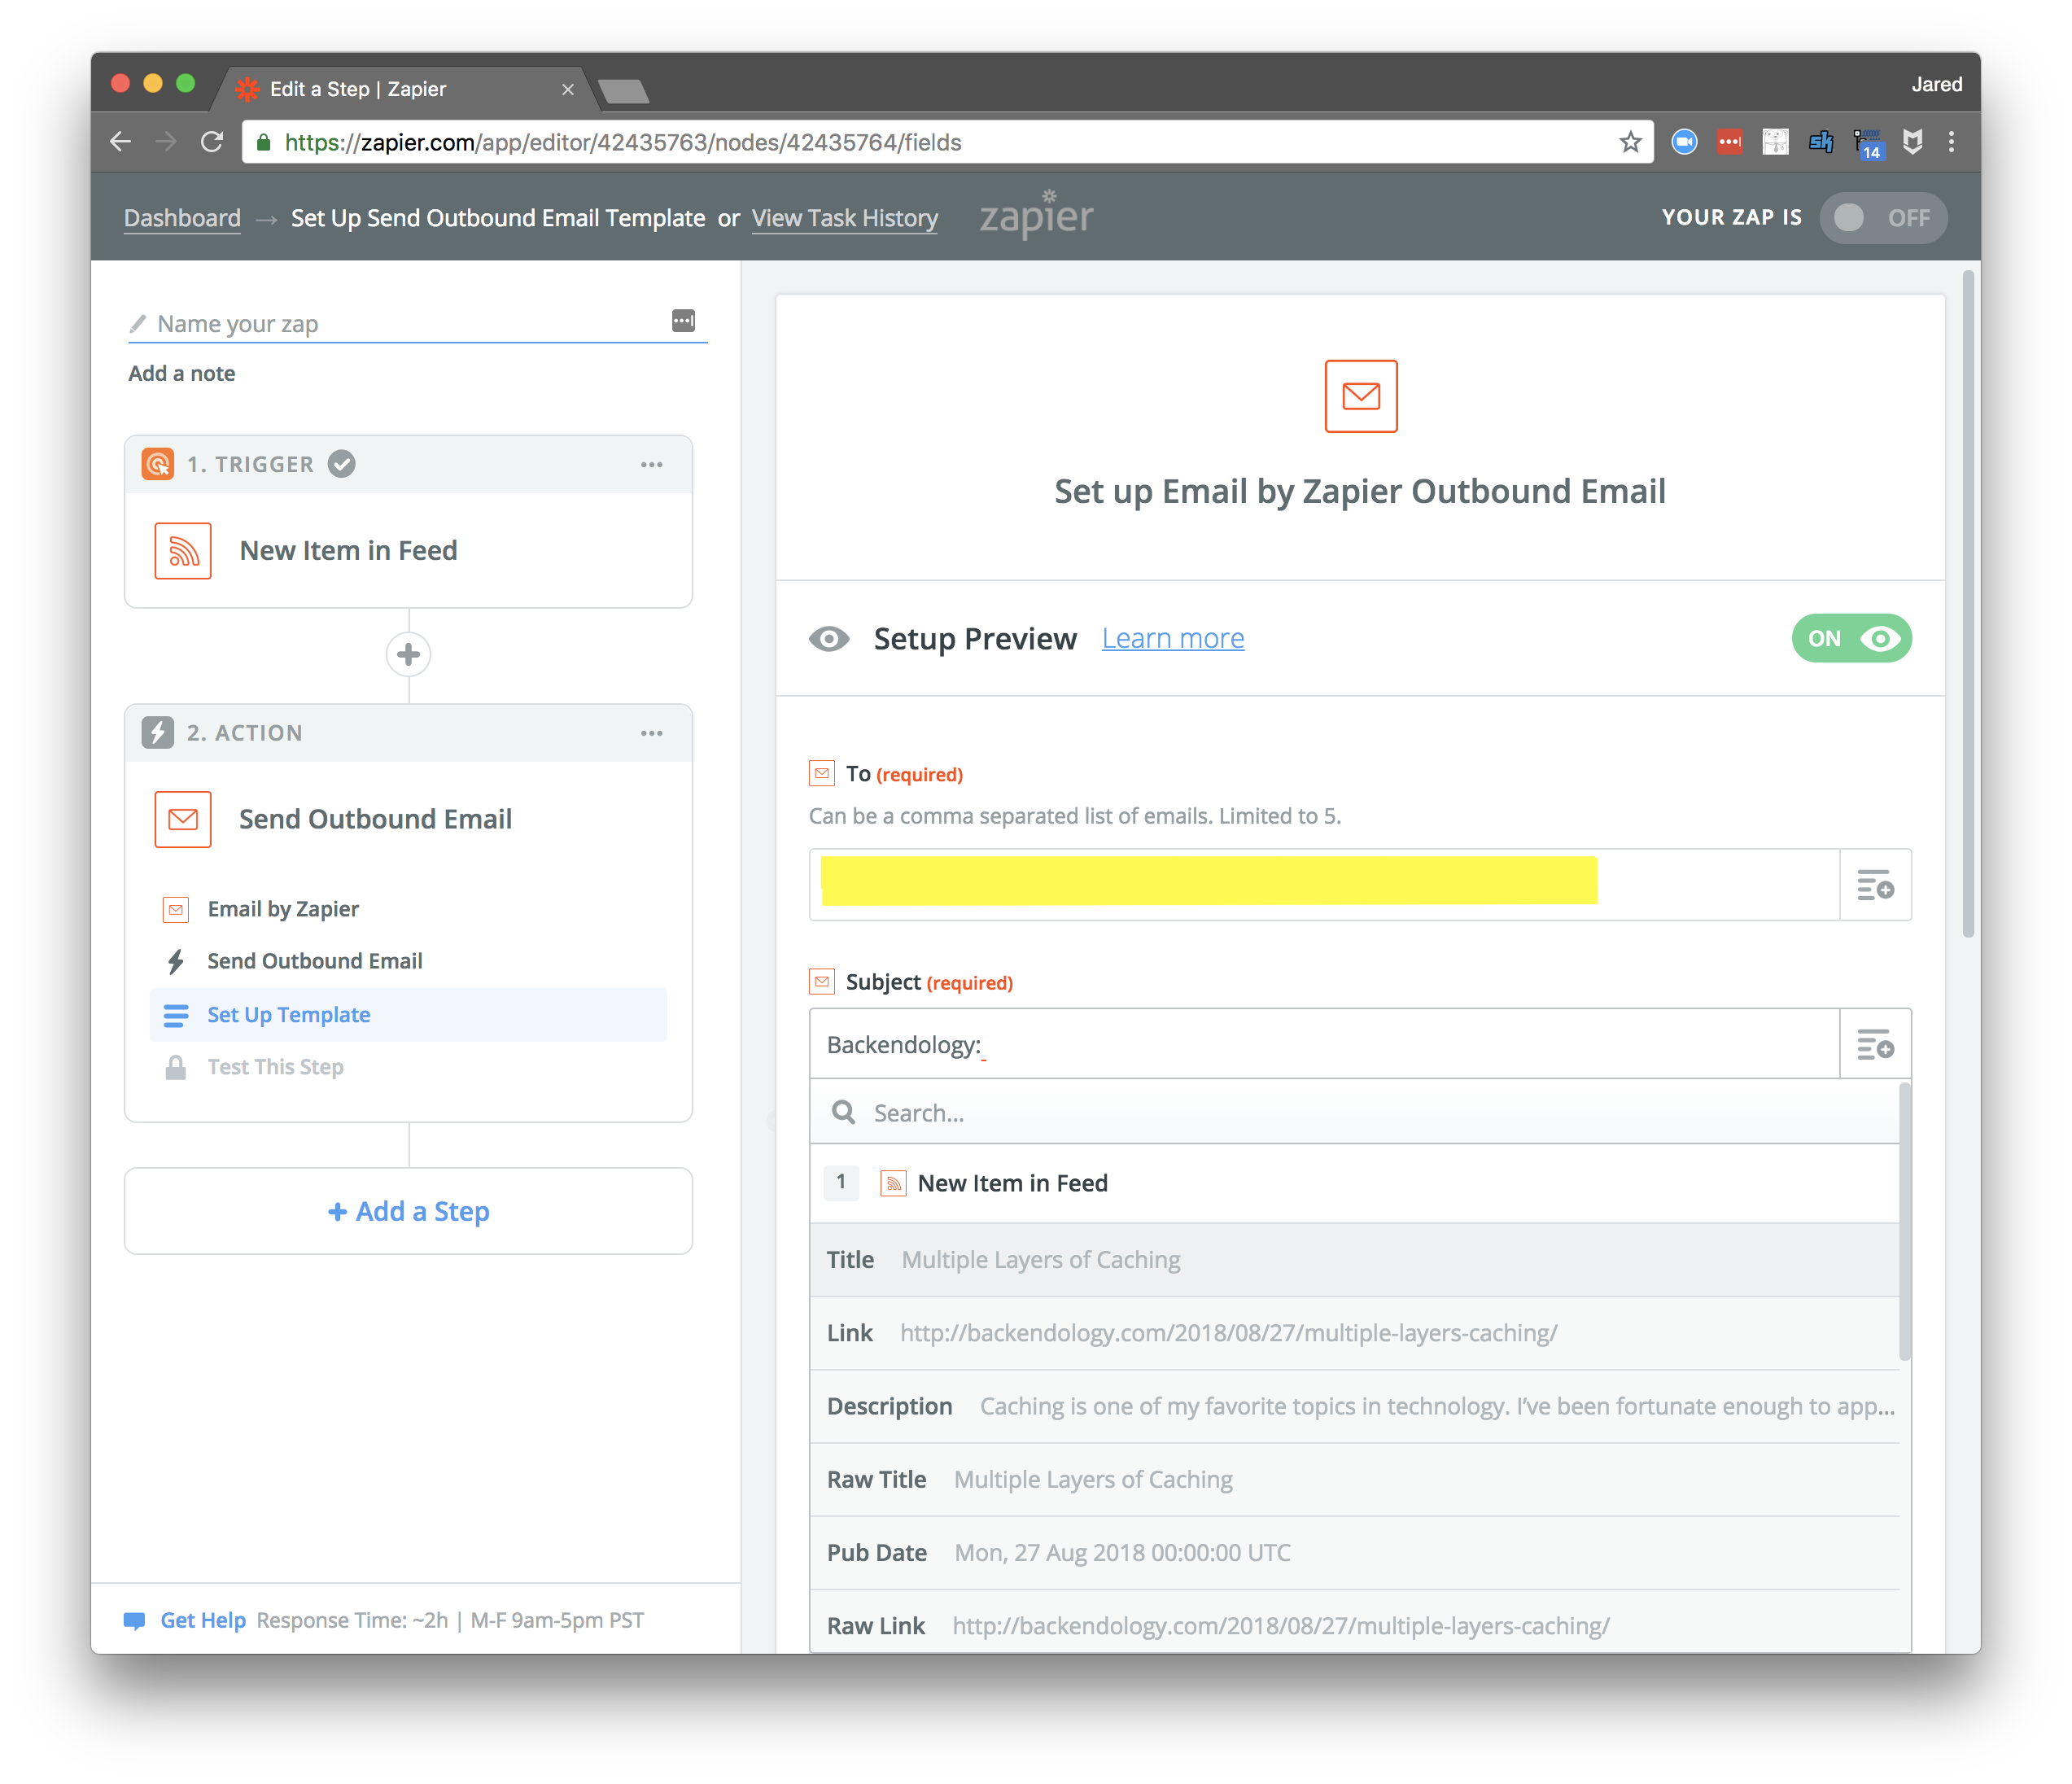 Edit a Step | Zapier
Jared
https://zapier.com/app/editor/42435763/nodes/42435764/fields
sk
14
Dashboard → Set Up Send Outbound Email Template or View Task History
zapier
YOUR ZAP IS OFF
Name your zap
Add a note
1. TRIGGER
New Item in Feed
2. ACTION
Send Outbound Email
Email by Zapier
Send Outbound Email
Set Up Template
Test This Step
+ Add a Step
Get Help Response Time: ~2h | M-F 9am-5pm PST
Set up Email by Zapier Outbound Email
Setup Preview Learn more ON
To (required)
Can be a comma separated list of emails. Limited to 5.
Subject (required)
Backendology:
Search...
1 New Item in Feed
Title Multiple Layers of Caching
Link http://backendology.com/2018/08/27/multiple-layers-caching/
Description Caching is one of my favorite topics in technology. I've been fortunate enough to app...
Raw Title Multiple Layers of Caching
Pub Date Mon, 27 Aug 2018 00:00:00 UTC
Raw Link http://backendology.com/2018/08/27/multiple-layers-caching/